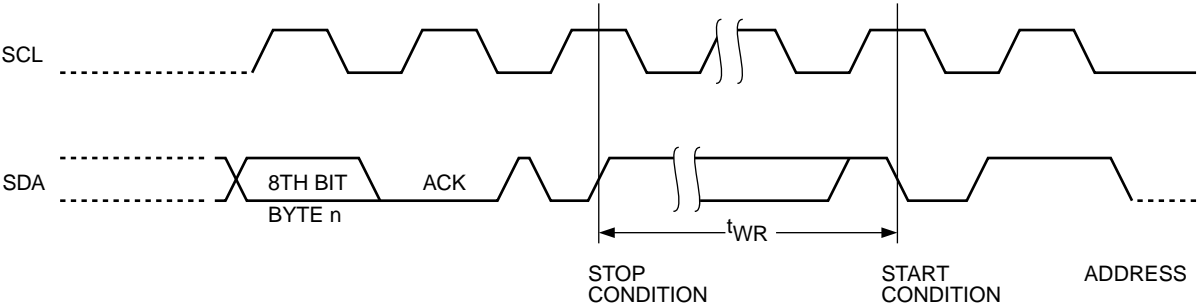 SCL
SDA
8TH BIT
ACK
BYTE n
tWR
STOP
CONDITION
START
CONDITION
ADDRESS